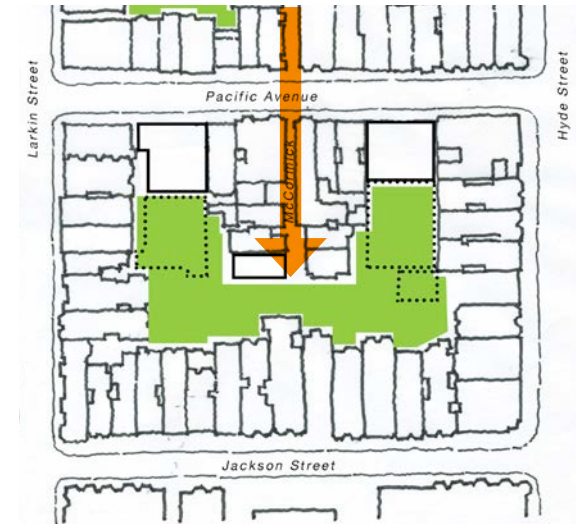 Larkin Street
Pacific Avenue
Hyde Street
McCormick
Jackson Street